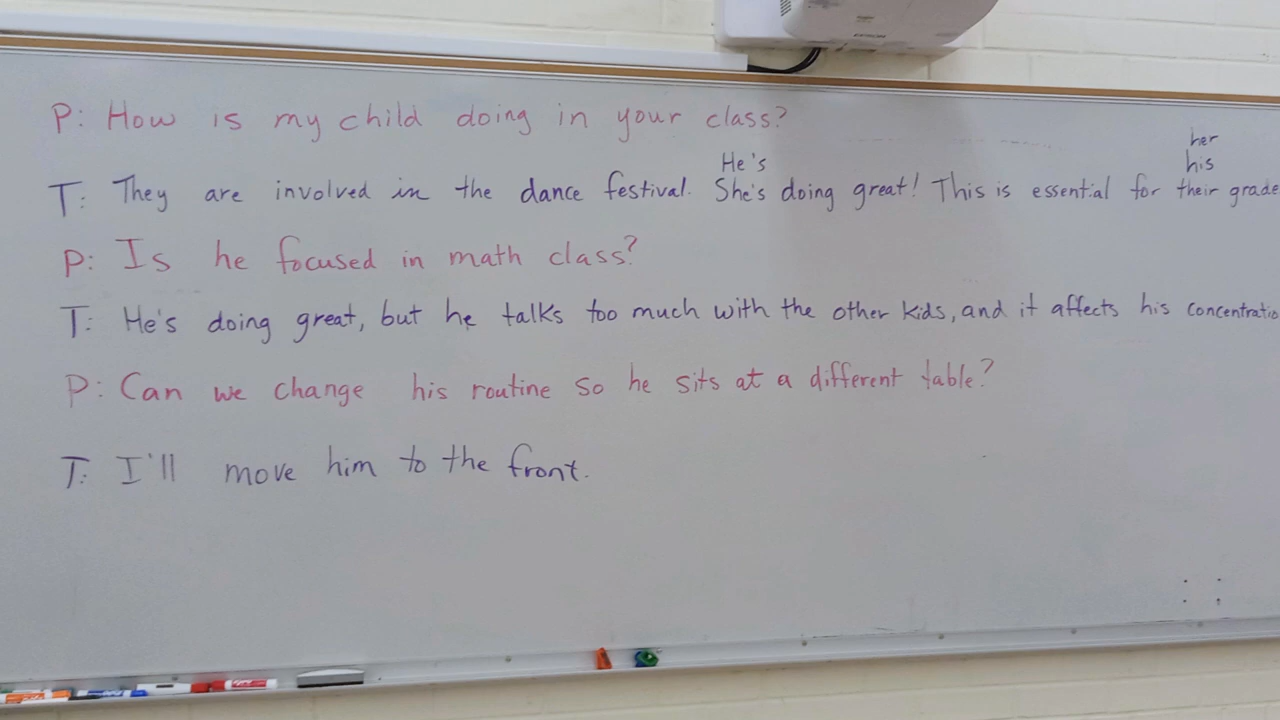 P: How is my child doing in your class?
her
He's his
T: They are involved in the dance festival. She's doing great! This is essential for their grade
P: Is he focused in math class?
T: He's doing great, but he talks too much with the other kids, and it affects his concentratio
P: Can we change his routine so he sits at a different table?
T: I'll move him to the front.